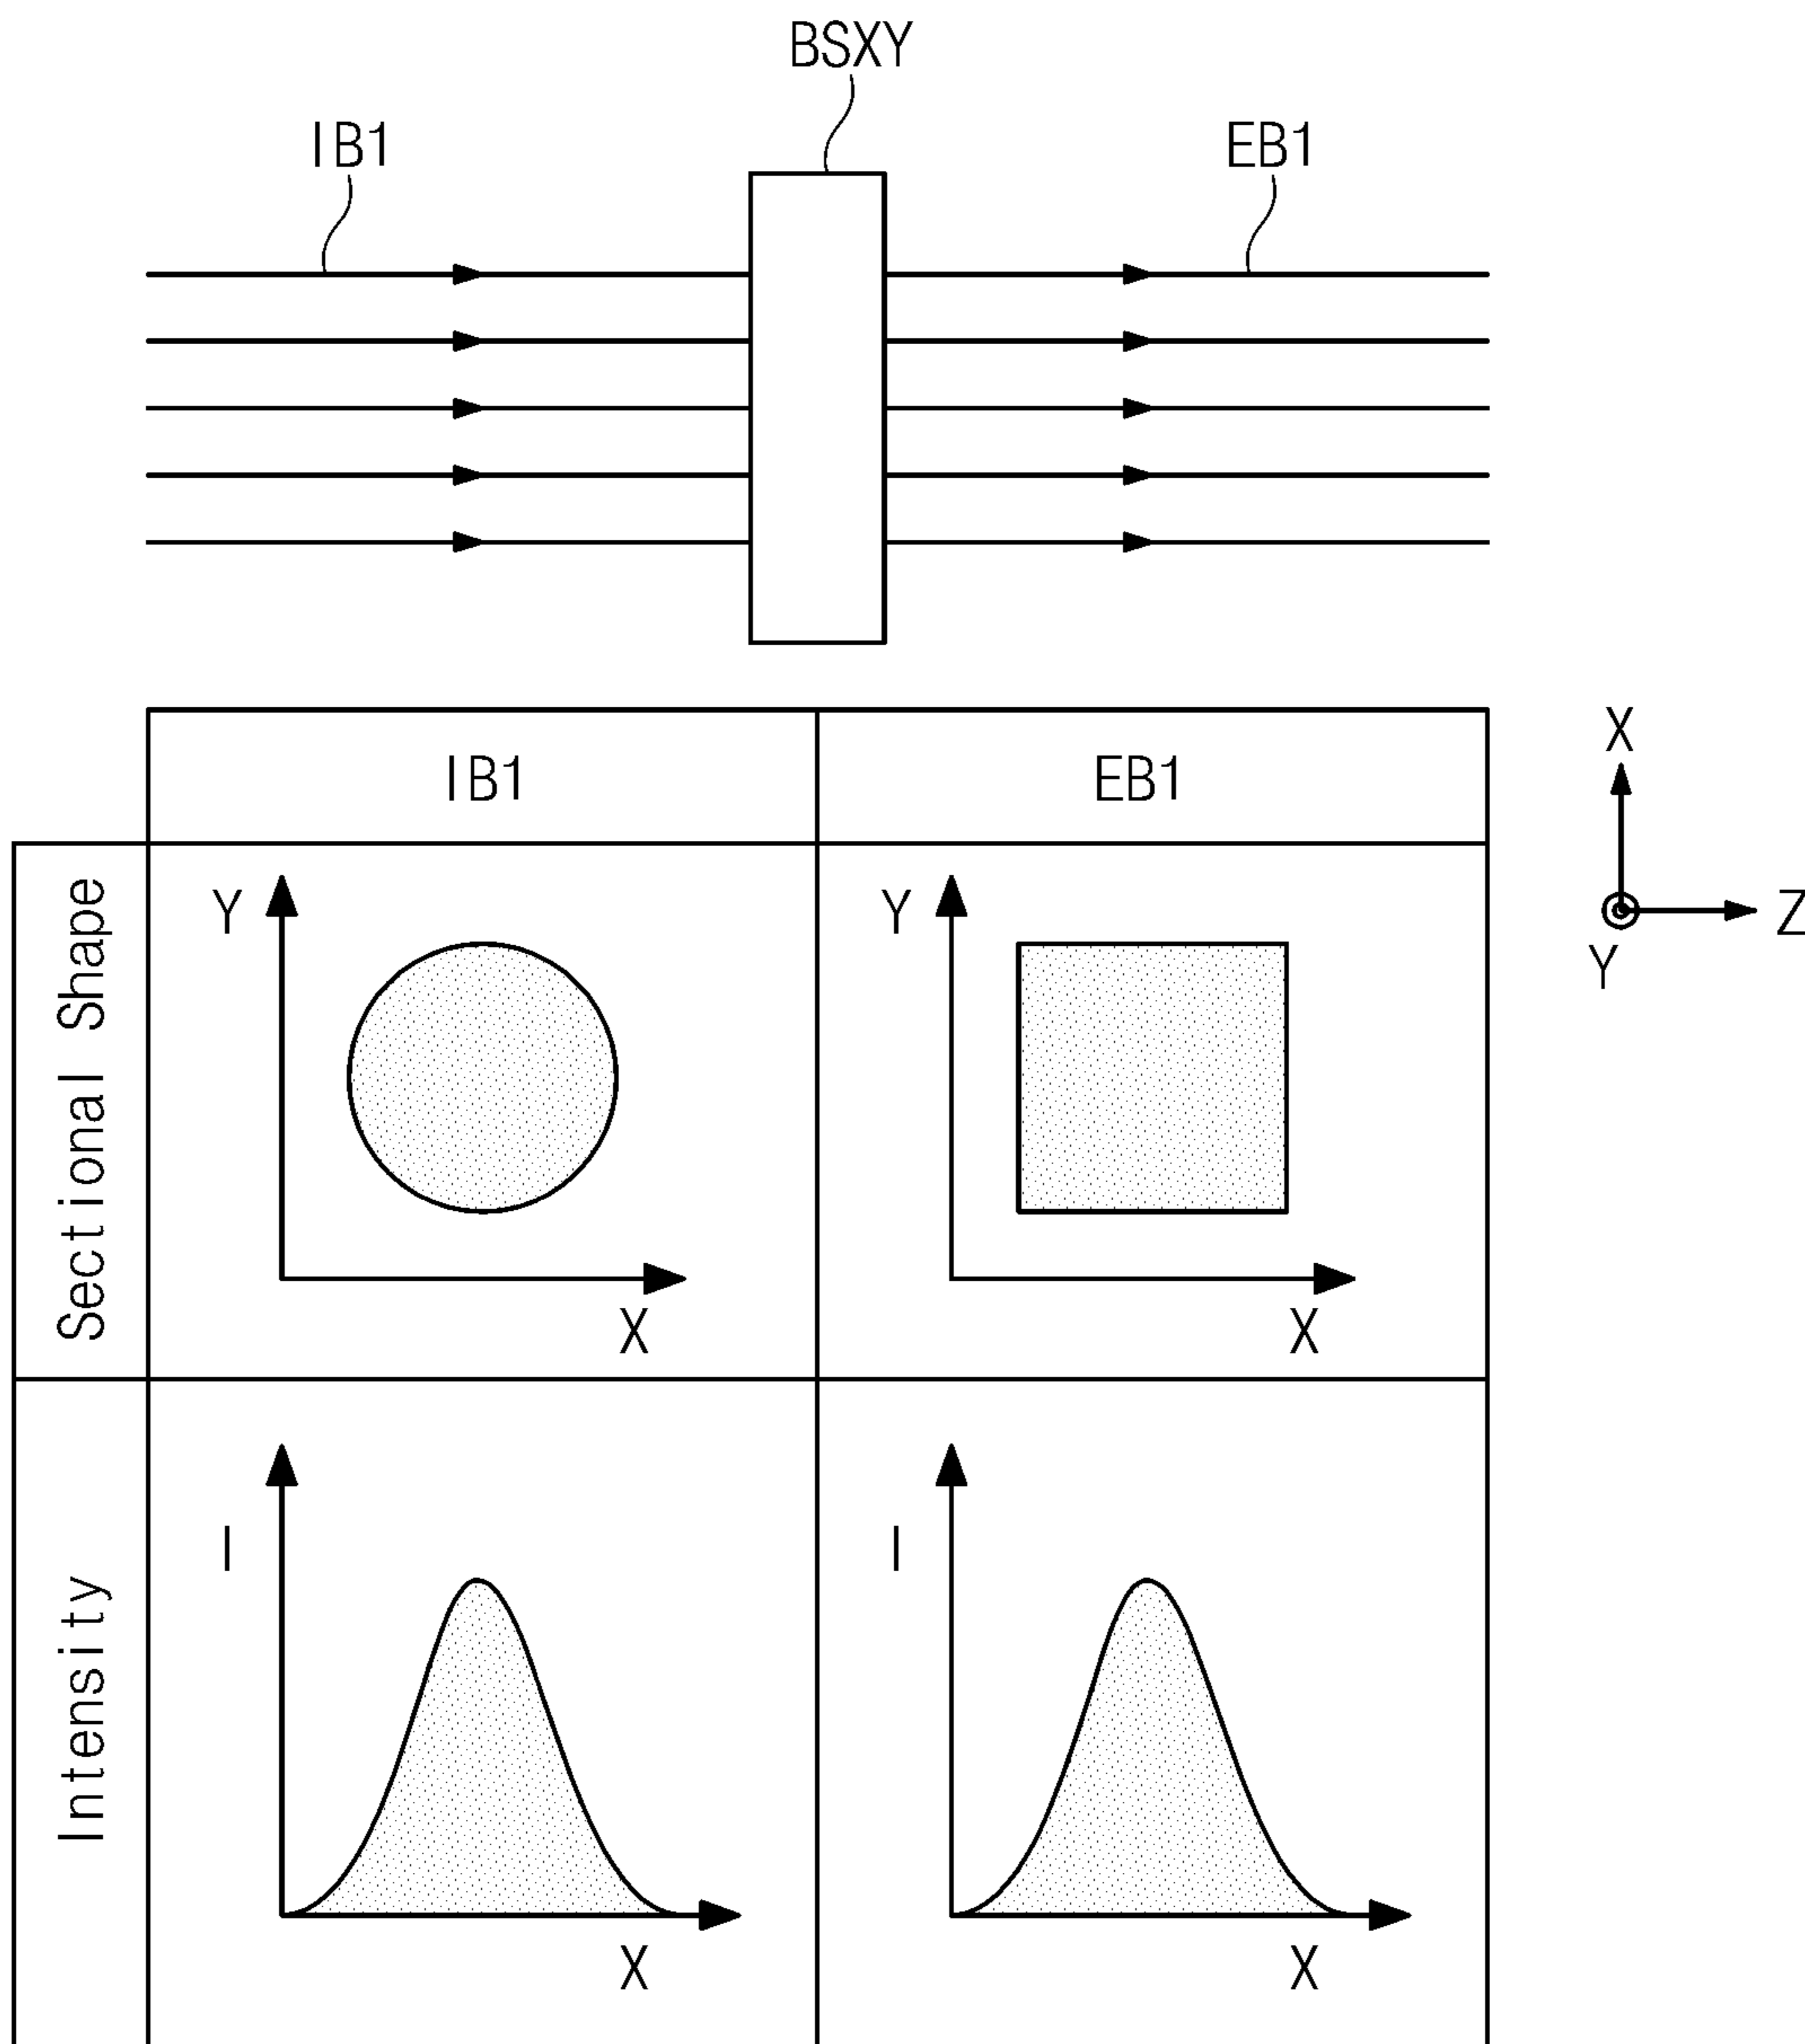 BSXY
IB1
EB1
IB1
EB1
X
Z
Y
Sectional Shape
Y
X
Y
X
Intensity
I
X
I
X